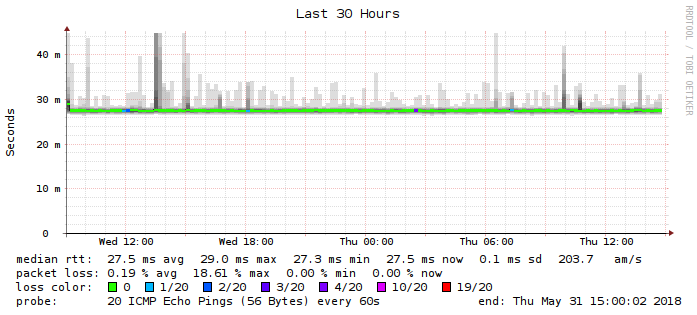 Last 30 Hours
RRDTOOL / TOBI OETIKER
Seconds
40 m
30 m
20 m
10 m
0
Wed 12:00 Wed 18:00 Thu 00:00 Thu 06:00 Thu 12:00
median rtt: 27.5 ms avg 29.0 ms max 27.3 ms min 27.5 ms now 0.1 ms sd 203.7 am/s
packet loss: 0.19 % avg 18.61 % max 0.00 % min 0.00 % now
loss color: 0 1/20 2/20 3/20 4/20 10/20 19/20
probe: 20 ICMP Echo Pings (56 Bytes) every 60s end: Thu May 31 15:00:02 2018